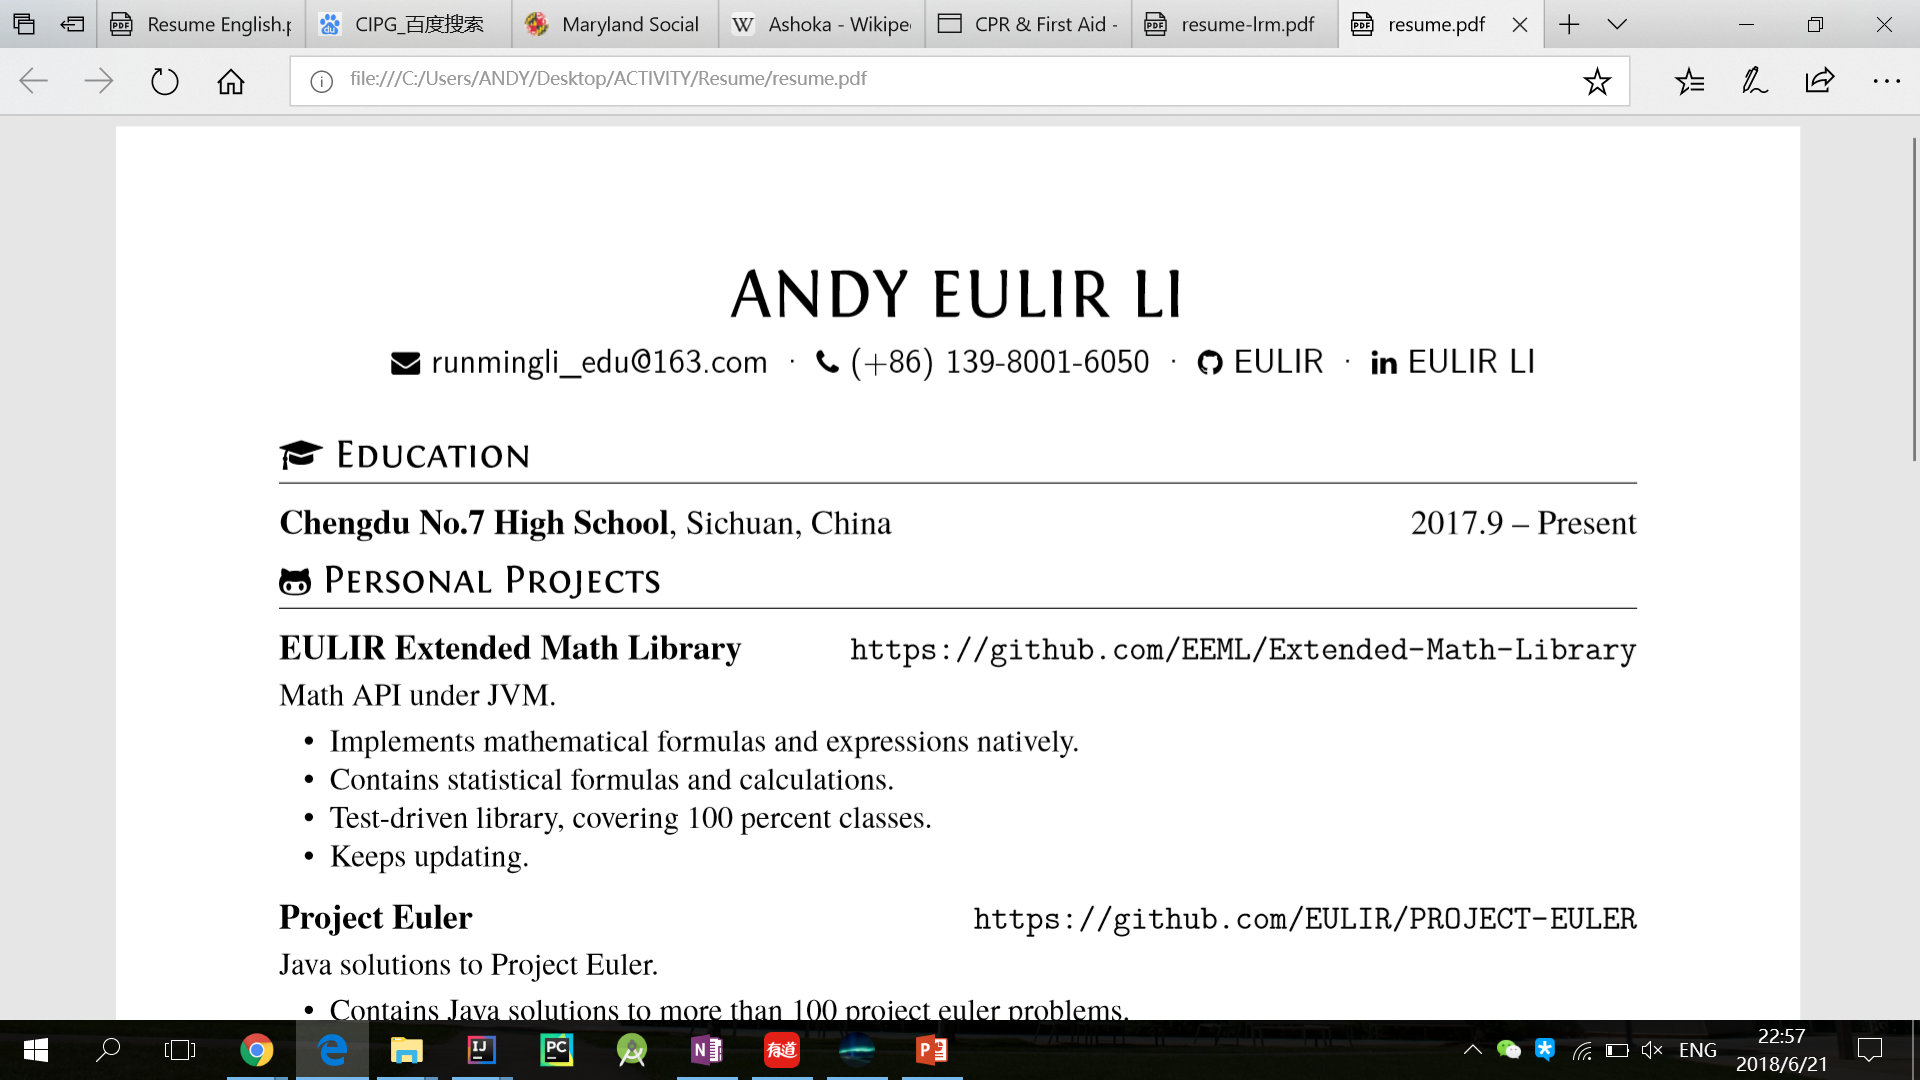 Resume English.p
CIPG_百度搜索
Maryland Social
Ashoka - Wikipe
CPR & First Aid -
resume-lrm.pdf
resume.pdf
file:///C:/Users/ANDY/Desktop/ACTIVITY/Resume/resume.pdf
ANDY EULIR LI
runmingli_edu@163.com · (+86) 139-8001-6050 · EULIR · in EULIR LI
EDUCATION
Chengdu No.7 High School, Sichuan, China 2017.9 – Present
PERSONAL PROJECTS
EULIR Extended Math Library https://github.com/EEML/Extended-Math-Library
Math API under JVM.
• Implements mathematical formulas and expressions natively.
• Contains statistical formulas and calculations.
• Test-driven library, covering 100 percent classes.
• Keeps updating.
Project Euler https://github.com/EULIR/PROJECT-EULER
Java solutions to Project Euler.
• Contains Java solutions to more than 100 project euler problems.
IJ PC N 有道 P ENG 22:57
2018/6/21